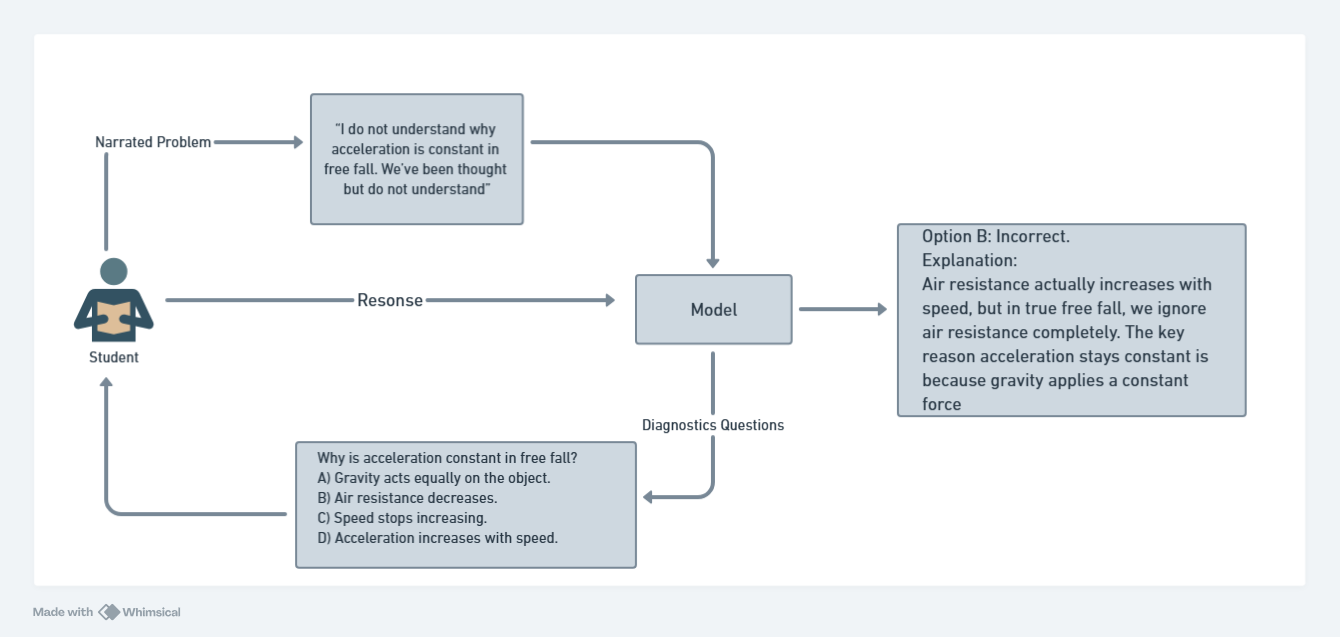 Narrated Problem
"I do not understand why
acceleration is constant in
free fall. We've been thought
but do not understand"
Resonse
Student
Model
Option B: Incorrect.
Explanation:
Air resistance actually increases with
speed, but in true free fall, we ignore
air resistance completely. The key
reason acceleration stays constant is
because gravity applies a constant
force
Diagnostics Questions
Why is acceleration constant in free fall?
A) Gravity acts equally on the object.
B) Air resistance decreases.
C) Speed stops increasing.
D) Acceleration increases with speed.
Made with Whimsical